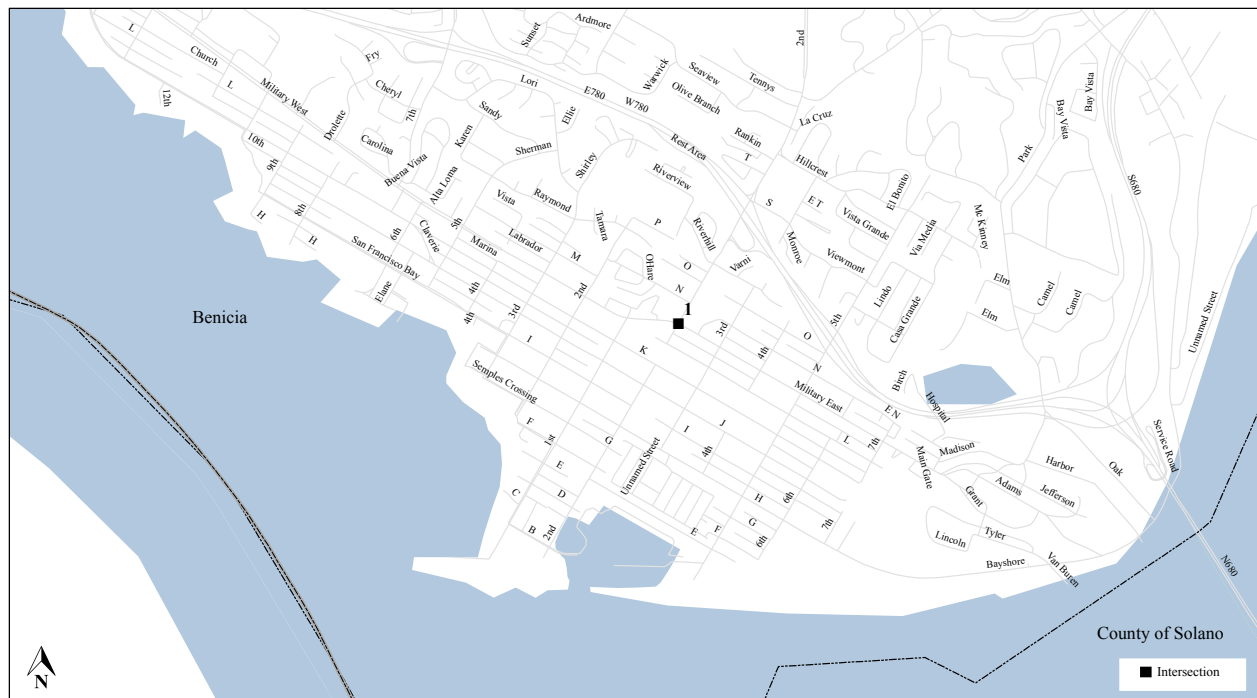 Ardmore
Sunset
2nd
L
Church
Fry
Warwick
Seaview
Tennys
Bay Vista
Bay Vista
L
Military West
Cheryl
Lori
E780
W780
Olive Branch
12th
7th
Sandy
Ellie
La Cruz
Drolette
Karen
Rest Area
Rankin
T
Park
10th
Carolina
Sherman
Hillcrest
S680
9th
Buena Vista
Shirley
Riverview
Alta Loma
El Bonito
Vista
Raymond
S
E T
H
8th
5th
Tamara
P
Riverhill
Vista Grande
Mc Kinney
H
6th
Claverie
Labrador
Marina
M
Monroe
Via Media
San Francisco Bay
OHare
O
Varni
Viewmont
Elane
4th
2nd
N
Lindo
Elm
Camel
Camel
Unnamed Street
Benicia
4th
3rd
1
3rd
5th
Casa Grande
Elm
I
K
4th
O
N
Semples Crossing
Military East
Birch
Hospital
F
1st
G
I
J
E N
4th
L
7th
Madison
Service Road
E
Unnamed Street
Main Gate
Harbor
Oak
C
D
H
6th
Grant
Adams
Jefferson
B
2nd
E
F
G
6th
7th
Lincoln
Tyler
Bayshore
Van Buren
N680
County of Solano
N
Intersection